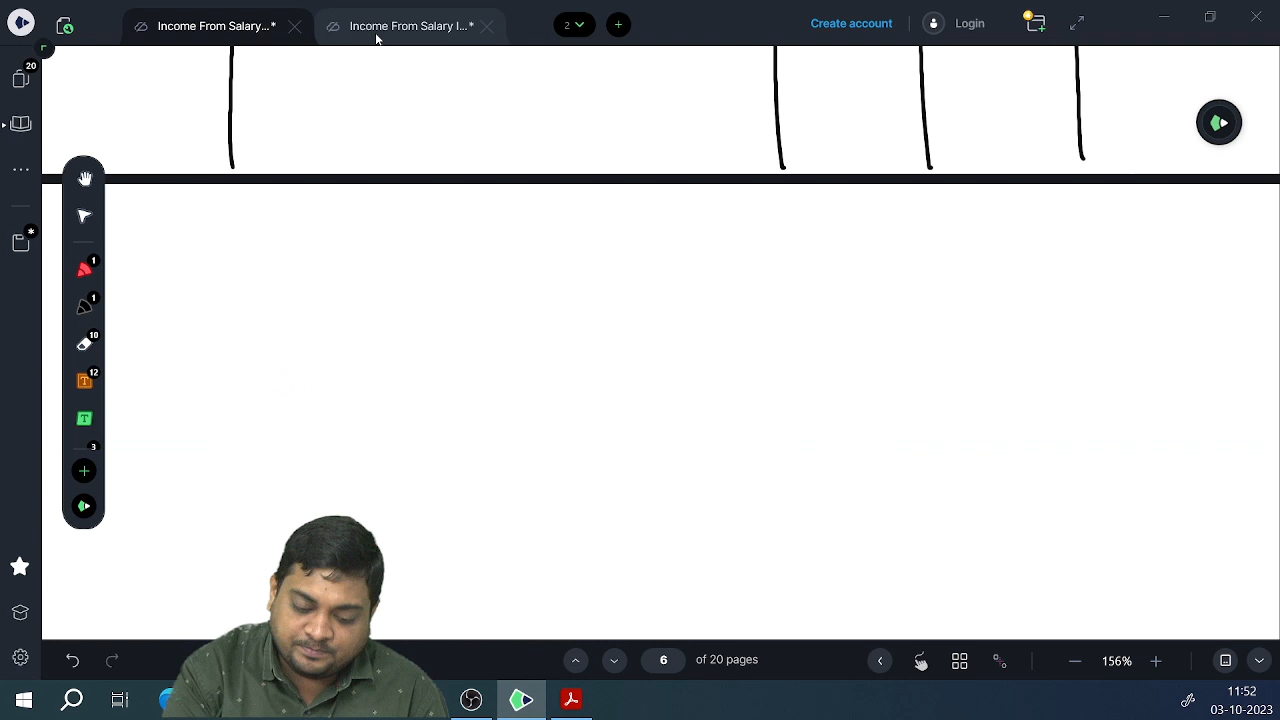 Income From Salary...*
Income From Salary I...*
2
Create account
Login
20
*
1
1
10
12
T
T
3
6
of 20 pages
156%
11:52
03-10-2023